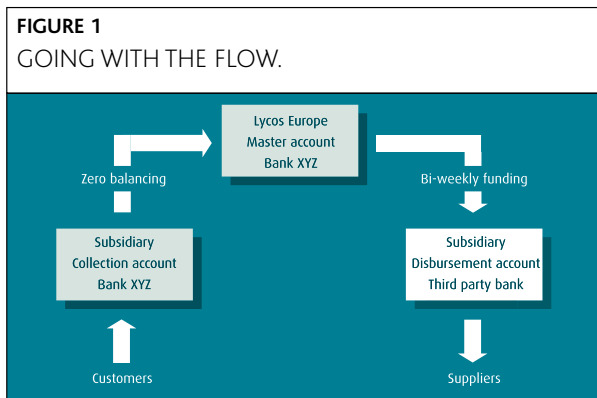 FIGURE 1
GOING WITH THE FLOW.
Lycos Europe
Master account
Bank XYZ
Zero balancing
Bi-weekly funding
Subsidiary
Collection account
Bank XYZ
Subsidiary
Disbursement account
Third party bank
Customers
Suppliers